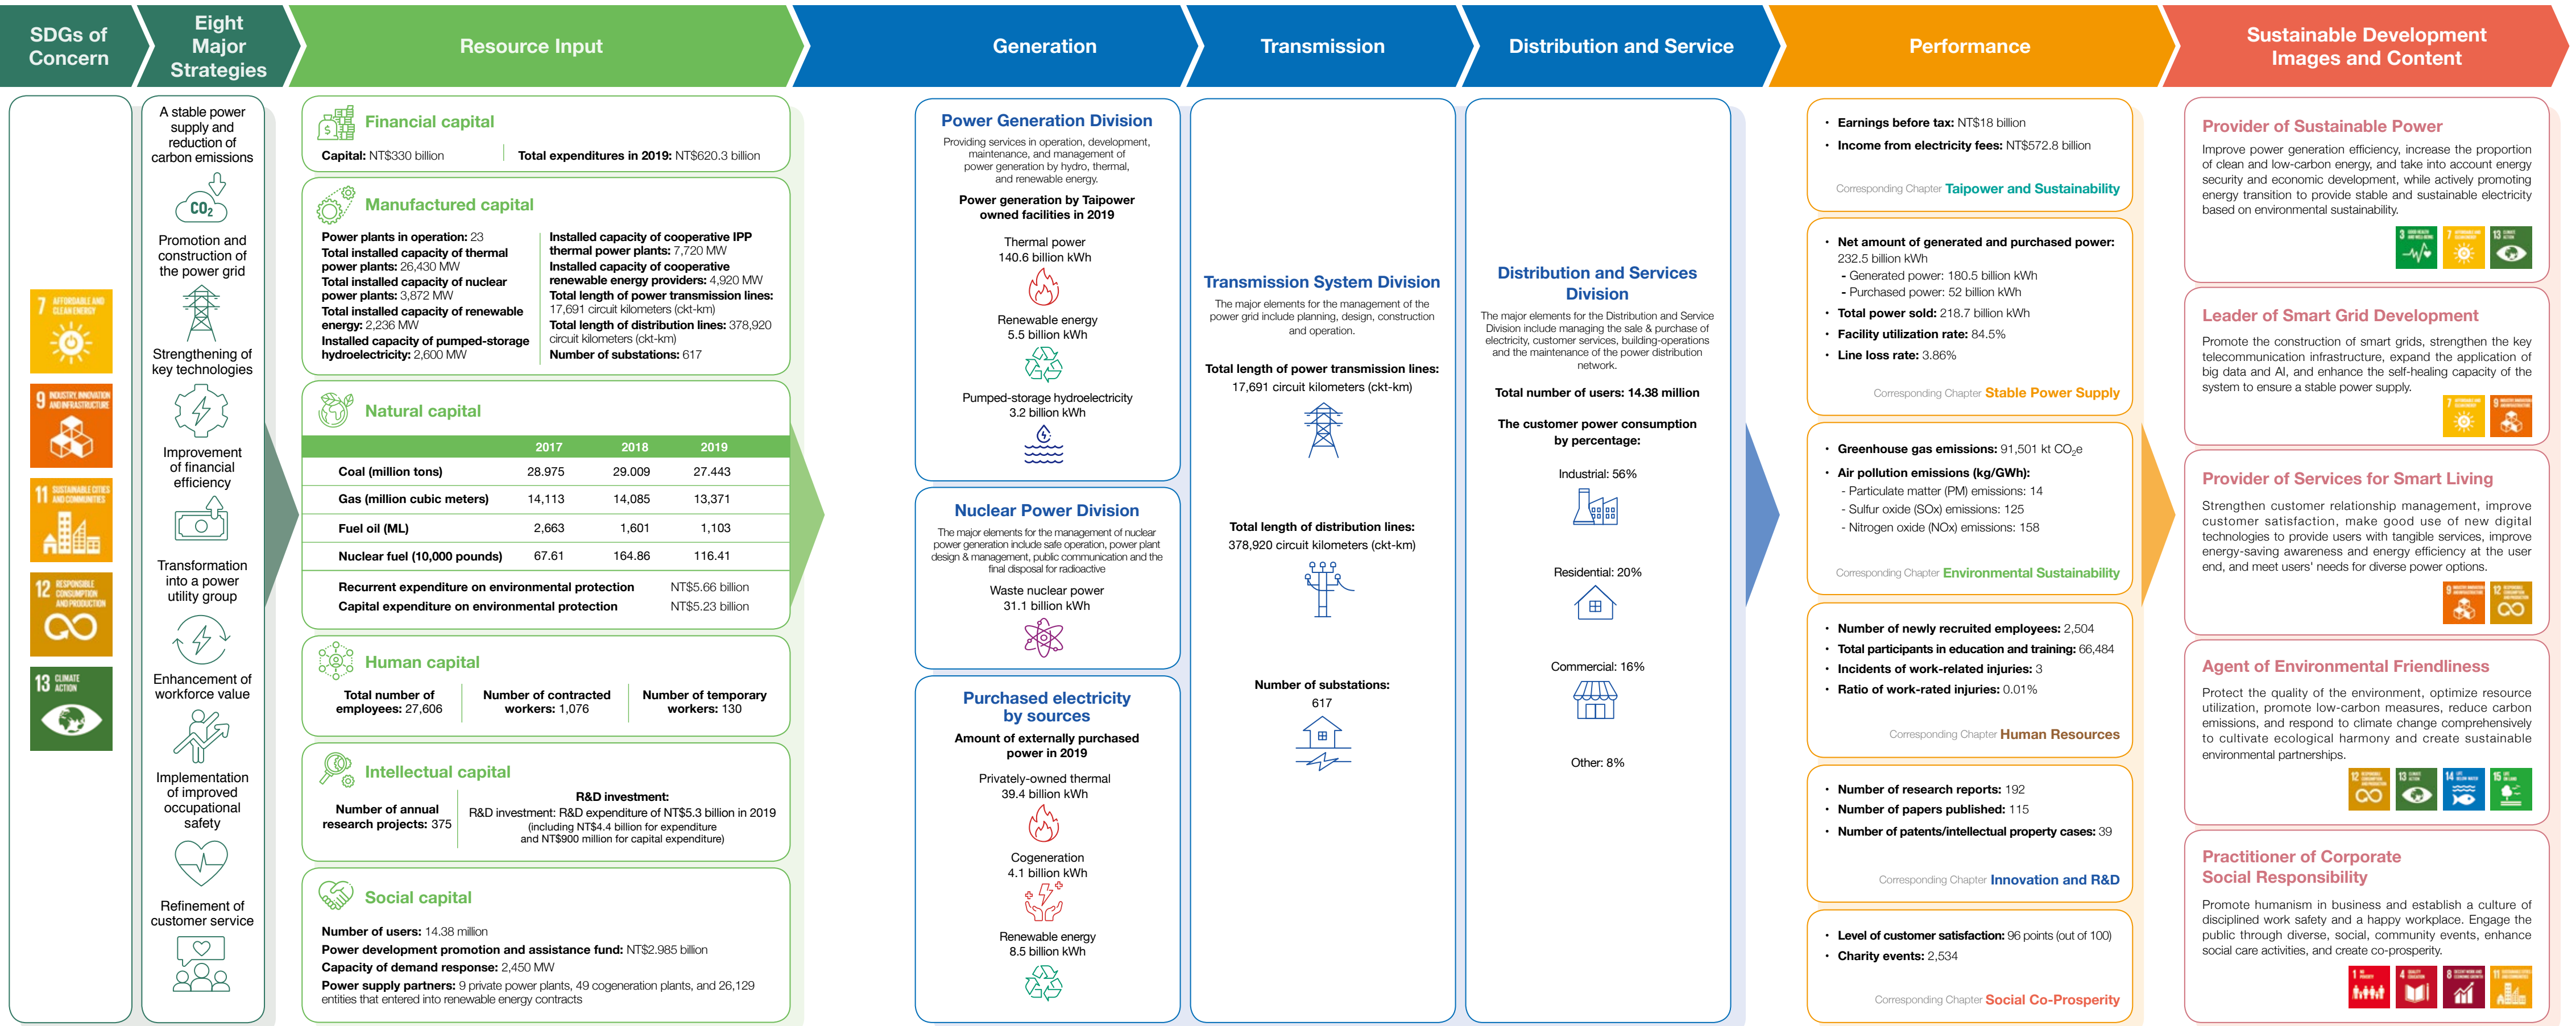 SDGs of
Concern
Eight
Major
Strategies
Resource Input
Generation
Transmission
Distribution and Service
Performance
Sustainable Development
Images and Content
7 AFFORDABLE AND
CLEAN ENERGY
9 INDUSTRY, INNOVATION
AND INFRASTRUCTURE
11 SUSTAINABLE CITIES
AND COMMUNITIES
12 RESPONSIBLE
CONSUMPTION
AND PRODUCTION
13 CLIMATE
ACTION
A stable power
supply and
reduction of
carbon emissions
CO2
Promotion and
construction of
the power grid
Strengthening of
key technologies
Improvement
of financial
efficiency
Transformation
into a power
utility group
Enhancement of
workforce value
Implementation
of improved
occupational
safety
Refinement of
customer service
Financial capital
Capital: NT$330 billion
Total expenditures in 2019: NT$620.3 billion
Manufactured capital
Power plants in operation: 23
Total installed capacity of thermal
power plants: 26,430 MW
Total installed capacity of nuclear
power plants: 3,872 MW
Total installed capacity of renewable
energy: 2,236 MW
Installed capacity of pumped-storage
hydroelectricity: 2,600 MW
Installed capacity of cooperative IPP
thermal power plants: 7,720 MW
Installed capacity of cooperative
renewable energy providers: 4,920 MW
Total length of power transmission lines:
17,691 circuit kilometers (ckt-km)
Total length of distribution lines: 378,920
circuit kilometers (ckt-km)
Number of substations: 617
Natural capital
2017 2018 2019
Coal (million tons) 28.975 29.009 27.443
Gas (million cubic meters) 14,113 14,085 13,371
Fuel oil (ML) 2,663 1,601 1,103
Nuclear fuel (10,000 pounds) 67.61 164.86 116.41
Recurrent expenditure on environmental protection NT$5.66 billion
Capital expenditure on environmental protection NT$5.23 billion
Human capital
Total number of
employees: 27,606
Number of contracted
workers: 1,076
Number of temporary
workers: 130
Intellectual capital
Number of annual
research projects: 375
R&D investment:
R&D investment: R&D expenditure of NT$5.3 billion in 2019
(including NT$4.4 billion for expenditure
and NT$900 million for capital expenditure)
Social capital
Number of users: 14.38 million
Power development promotion and assistance fund: NT$2.985 billion
Capacity of demand response: 2,450 MW
Power supply partners: 9 private power plants, 49 cogeneration plants, and 26,129
entities that entered into renewable energy contracts
Power Generation Division
Providing services in operation, development,
maintenance, and management of
power generation by hydro, thermal,
and renewable energy.
Power generation by Taipower
owned facilities in 2019
Thermal power
140.6 billion kWh
Renewable energy
5.5 billion kWh
Pumped-storage hydroelectricity
3.2 billion kWh
Nuclear Power Division
The major elements for the management of nuclear
power generation include safe operation, power plant
design & management, public communication and the
final disposal for radioactive
Waste nuclear power
31.1 billion kWh
Purchased electricity
by sources
Amount of externally purchased
power in 2019
Privately-owned thermal
39.4 billion kWh
Cogeneration
4.1 billion kWh
Renewable energy
8.5 billion kWh
Transmission System Division
The major elements for the management of the
power grid include planning, design, construction
and operation.
Total length of power transmission lines:
17,691 circuit kilometers (ckt-km)
Total length of distribution lines:
378,920 circuit kilometers (ckt-km)
Number of substations:
617
Distribution and Services
Division
The major elements for the Distribution and Service
Division include managing the sale & purchase of
electricity, customer services, building-operations
and the maintenance of the power distribution
network.
Total number of users: 14.38 million
The customer power consumption
by percentage:
Industrial: 56%
Residential: 20%
Commercial: 16%
Other: 8%
• Earnings before tax: NT$18 billion
• Income from electricity fees: NT$572.8 billion
Corresponding Chapter Taipower and Sustainability
• Net amount of generated and purchased power:
232.5 billion kWh
- Generated power: 180.5 billion kWh
- Purchased power: 52 billion kWh
• Total power sold: 218.7 billion kWh
• Facility utilization rate: 84.5%
• Line loss rate: 3.86%
Corresponding Chapter Stable Power Supply
• Greenhouse gas emissions: 91,501 kt CO2e
• Air pollution emissions (kg/GWh):
- Particulate matter (PM) emissions: 14
- Sulfur oxide (SOx) emissions: 125
- Nitrogen oxide (NOx) emissions: 158
Corresponding Chapter Environmental Sustainability
• Number of newly recruited employees: 2,504
• Total participants in education and training: 66,484
• Incidents of work-related injuries: 3
• Ratio of work-rated injuries: 0.01%
Corresponding Chapter Human Resources
• Number of research reports: 192
• Number of papers published: 115
• Number of patents/intellectual property cases: 39
Corresponding Chapter Innovation and R&D
• Level of customer satisfaction: 96 points (out of 100)
• Charity events: 2,534
Corresponding Chapter Social Co-Prosperity
Provider of Sustainable Power
Improve power generation efficiency, increase the proportion
of clean and low-carbon energy, and take into account energy
security and economic development, while actively promoting
energy transition to provide stable and sustainable electricity
based on environmental sustainability.
3 7 13
Leader of Smart Grid Development
Promote the construction of smart grids, strengthen the key
telecommunication infrastructure, expand the application of
big data and AI, and enhance the self-healing capacity of the
system to ensure a stable power supply.
7 9
Provider of Services for Smart Living
Strengthen customer relationship management, improve
customer satisfaction, make good use of new digital
technologies to provide users with tangible services, improve
energy-saving awareness and energy efficiency at the user
end, and meet users' needs for diverse power options.
9 12
Agent of Environmental Friendliness
Protect the quality of the environment, optimize resource
utilization, promote low-carbon measures, reduce carbon
emissions, and respond to climate change comprehensively
to cultivate ecological harmony and create sustainable
environmental partnerships.
12 13 14 15
Practitioner of Corporate
Social Responsibility
Promote humanism in business and establish a culture of
disciplined work safety and a happy workplace. Engage the
public through diverse, social, community events, enhance
social care activities, and create co-prosperity.
1 4 8 11